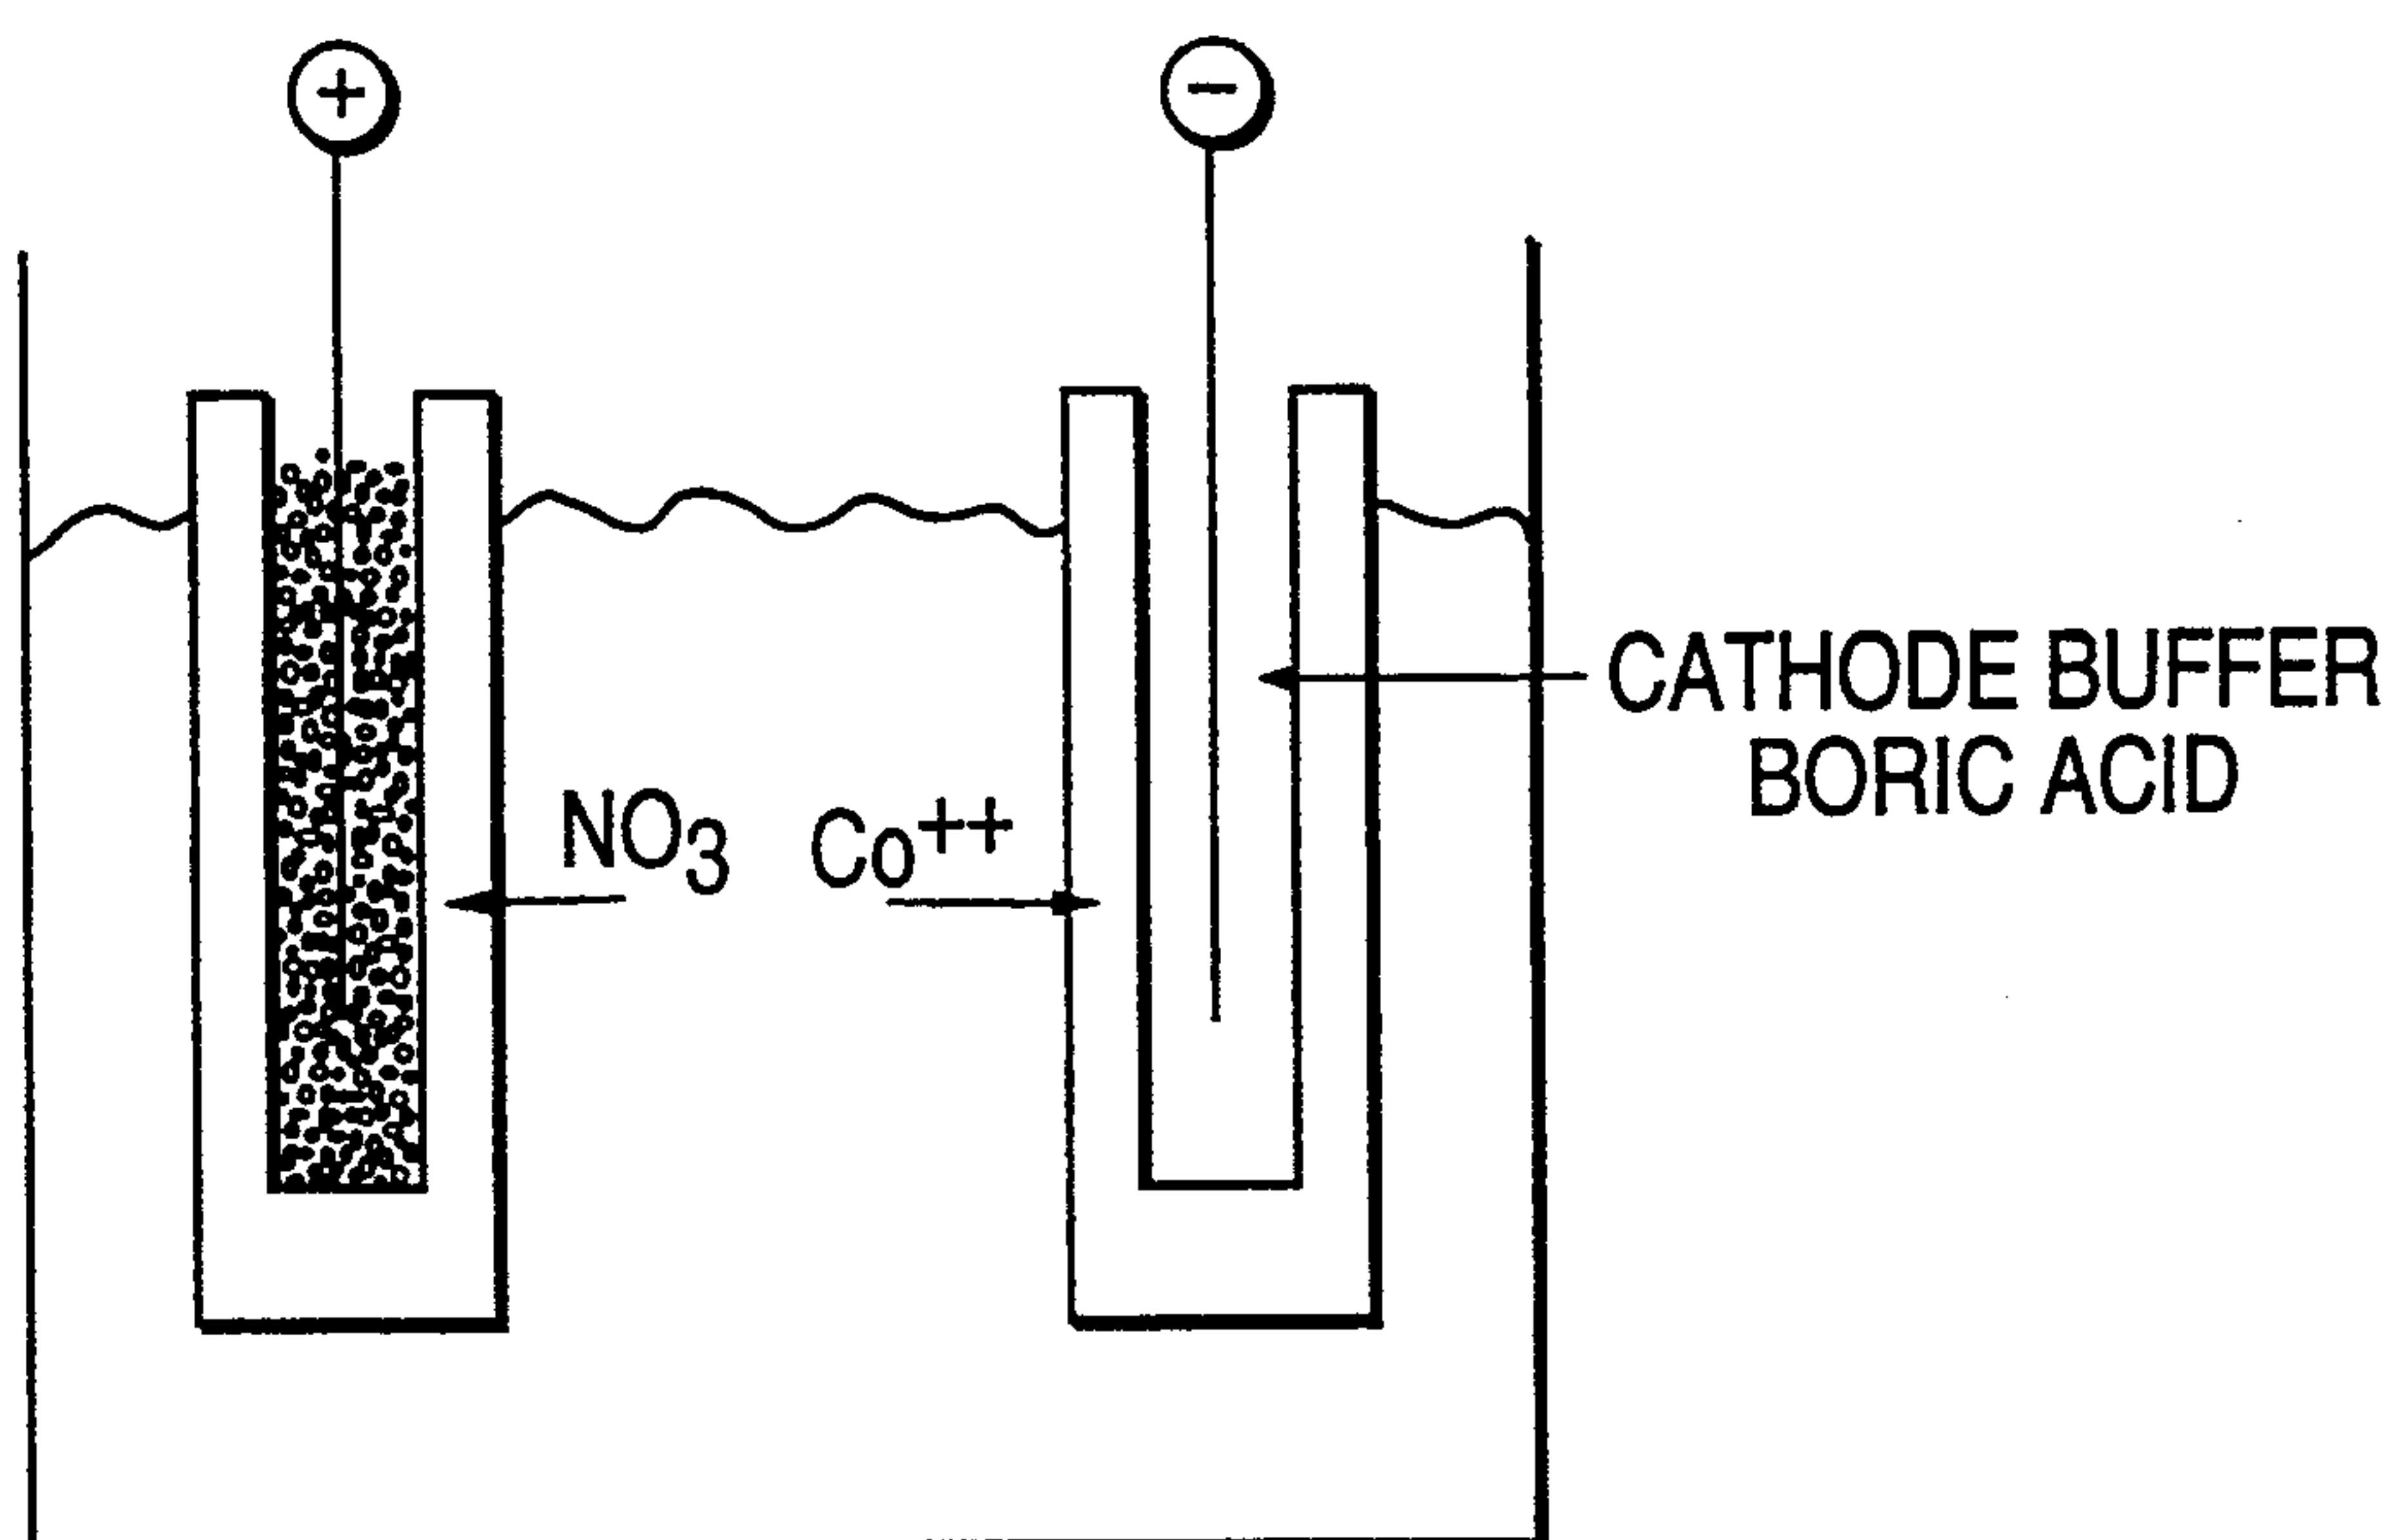 +
−
CATHODE BUFFER
BORIC ACID
NO₃ Co⁺⁺